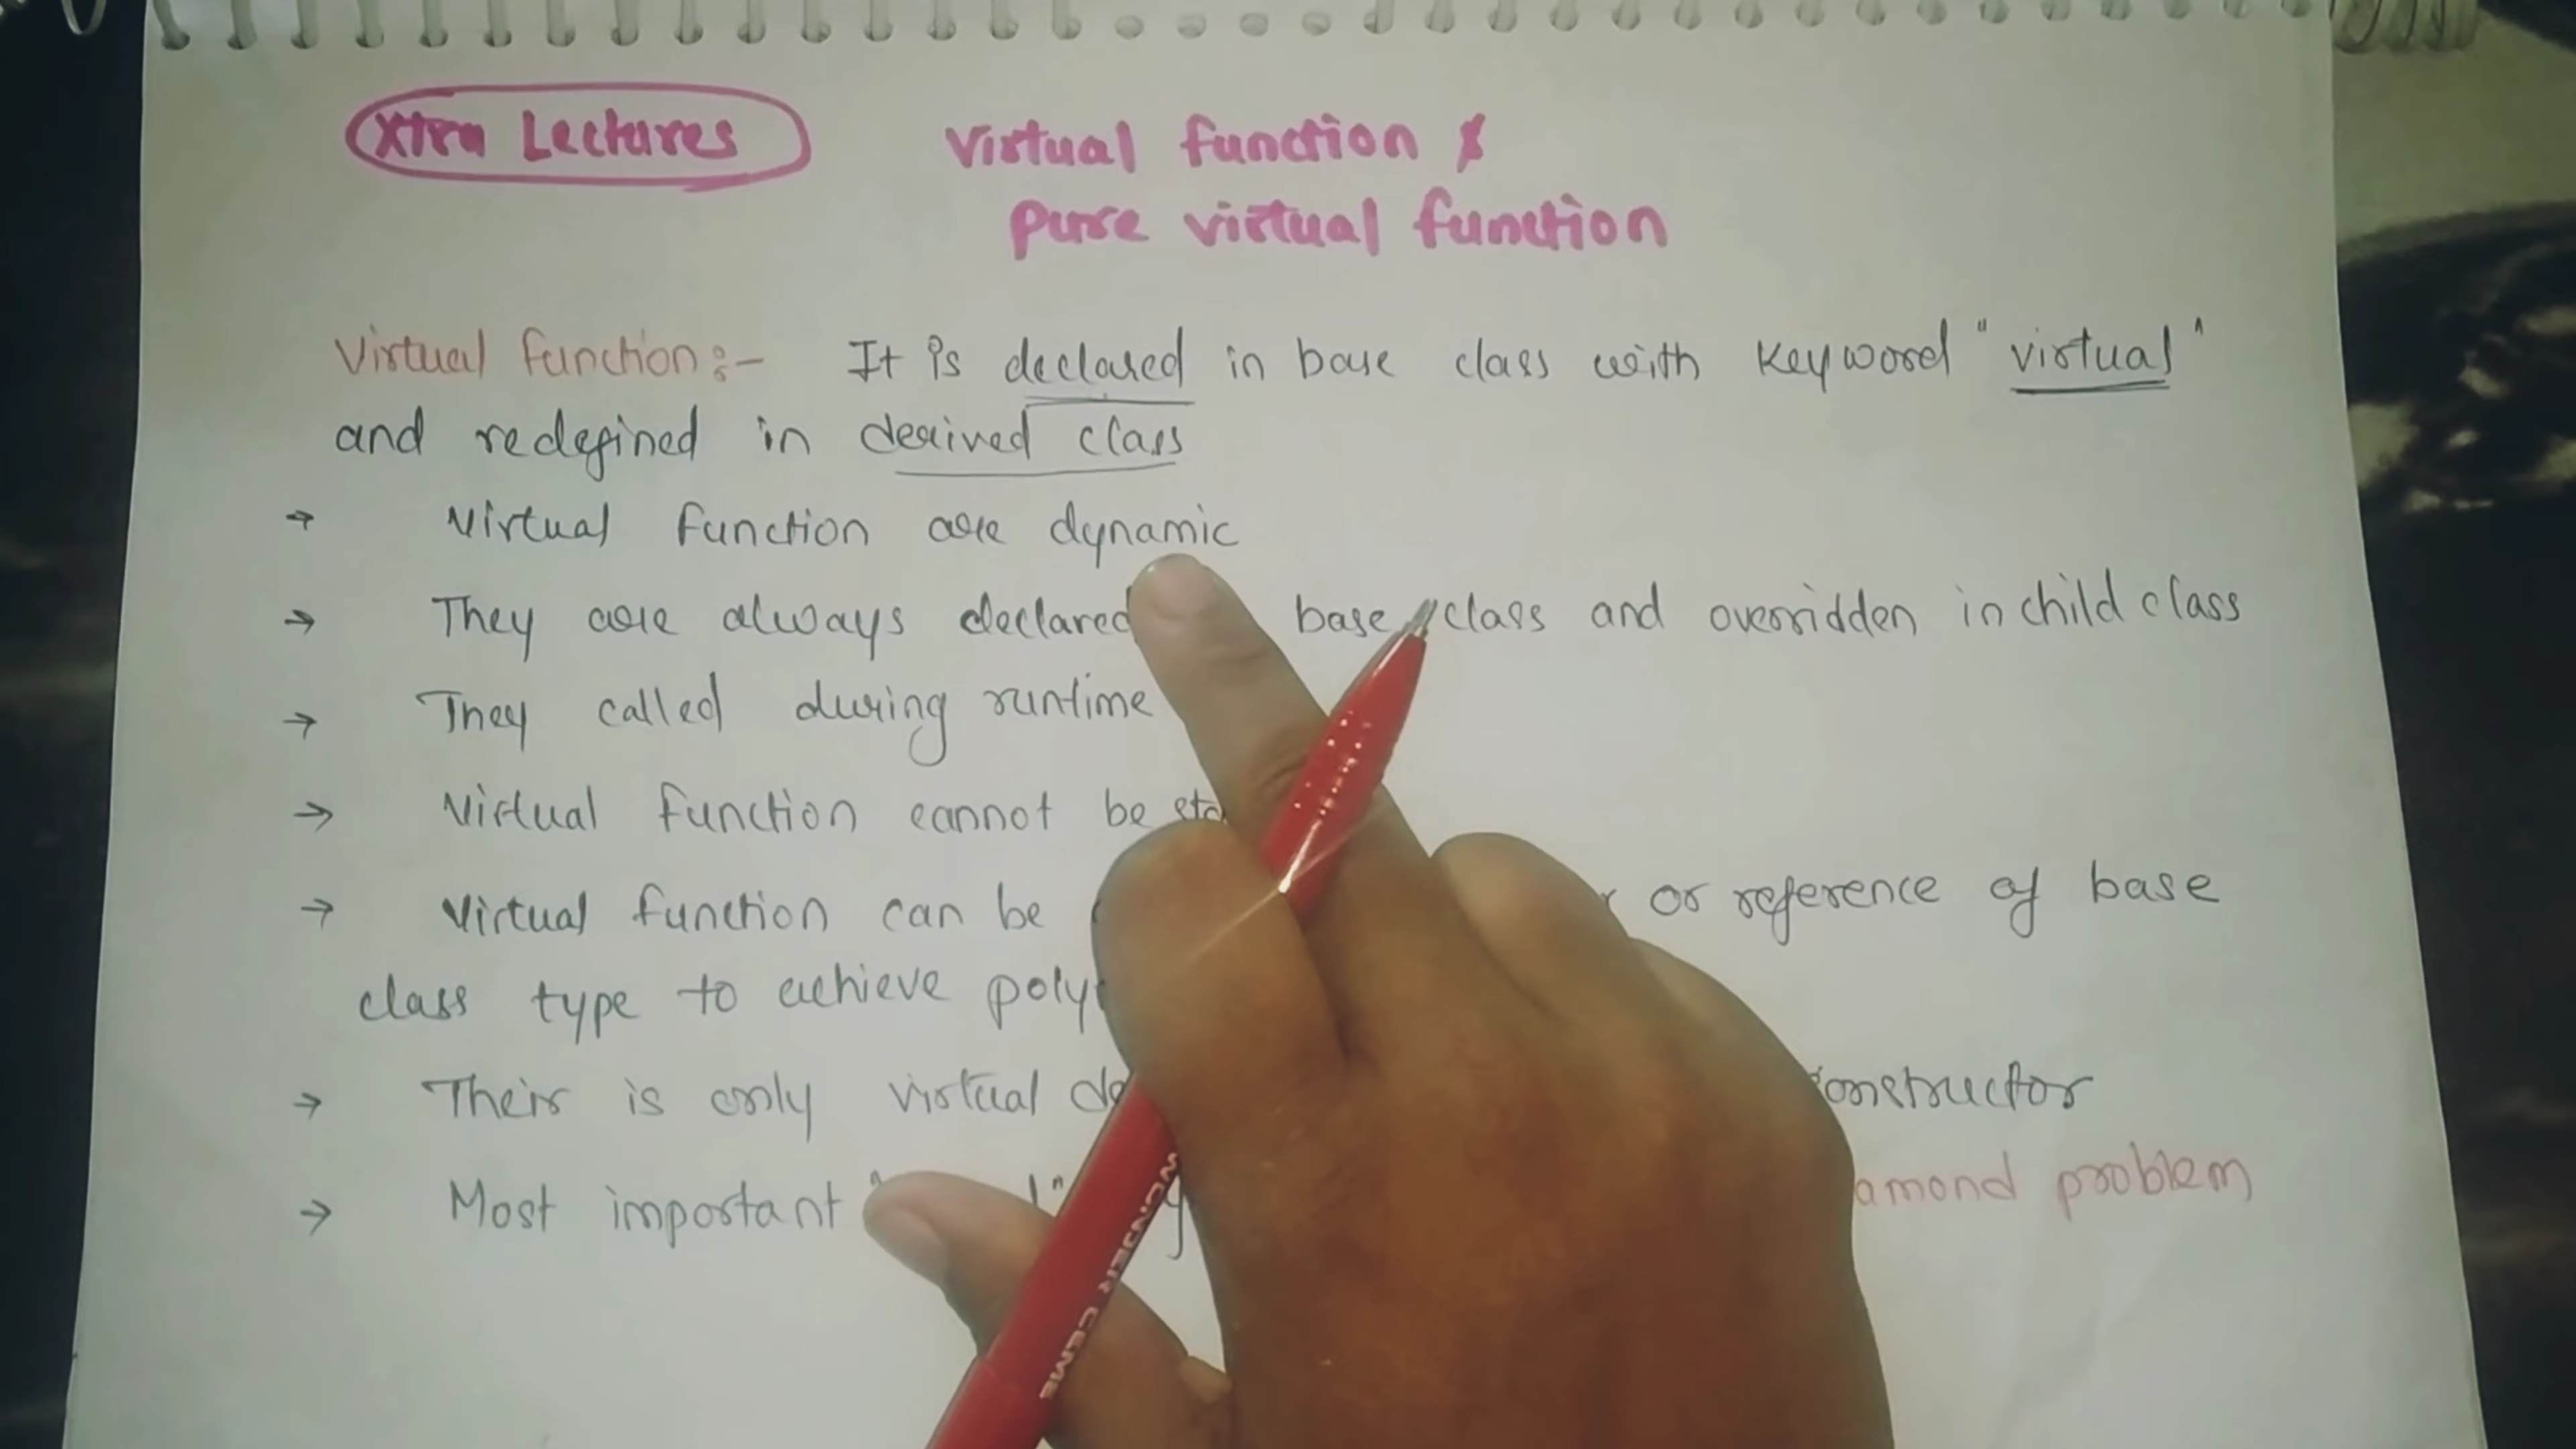 Xtra Lectures
Virtual function &
pure virtual function
Virtual function :- It is declared in base class with keyword "virtual"
and redefined in derived class
→ Virtual function are dynamic
→ They are always declared base class and overridden in child class
→ They called during runtime
→ Virtual function cannot be
→ Virtual function can be or reference of base
class type to achieve
→ Their is only virtual
→ Most important problem